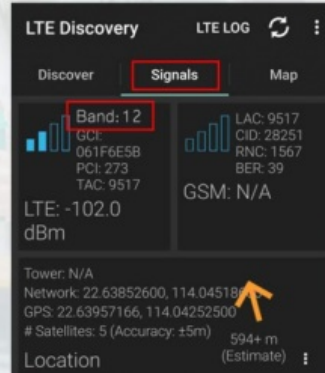 LTE Discovery
LTE LOG
Discover
Signals
Map
Band: 12
GCI:
061F6E5B
PCI: 273
TAC: 9517
LTE: -102.0
dBm
LAC: 9517
CID: 28251
RNC: 1567
BER: 39
GSM: N/A
Tower: N/A
Network: 22.63852600,
GPS: 22.63957166, 114.04252500
# Satellites: 5 (Accuracy: ±5m)
594+ m
Location
(Estimate)